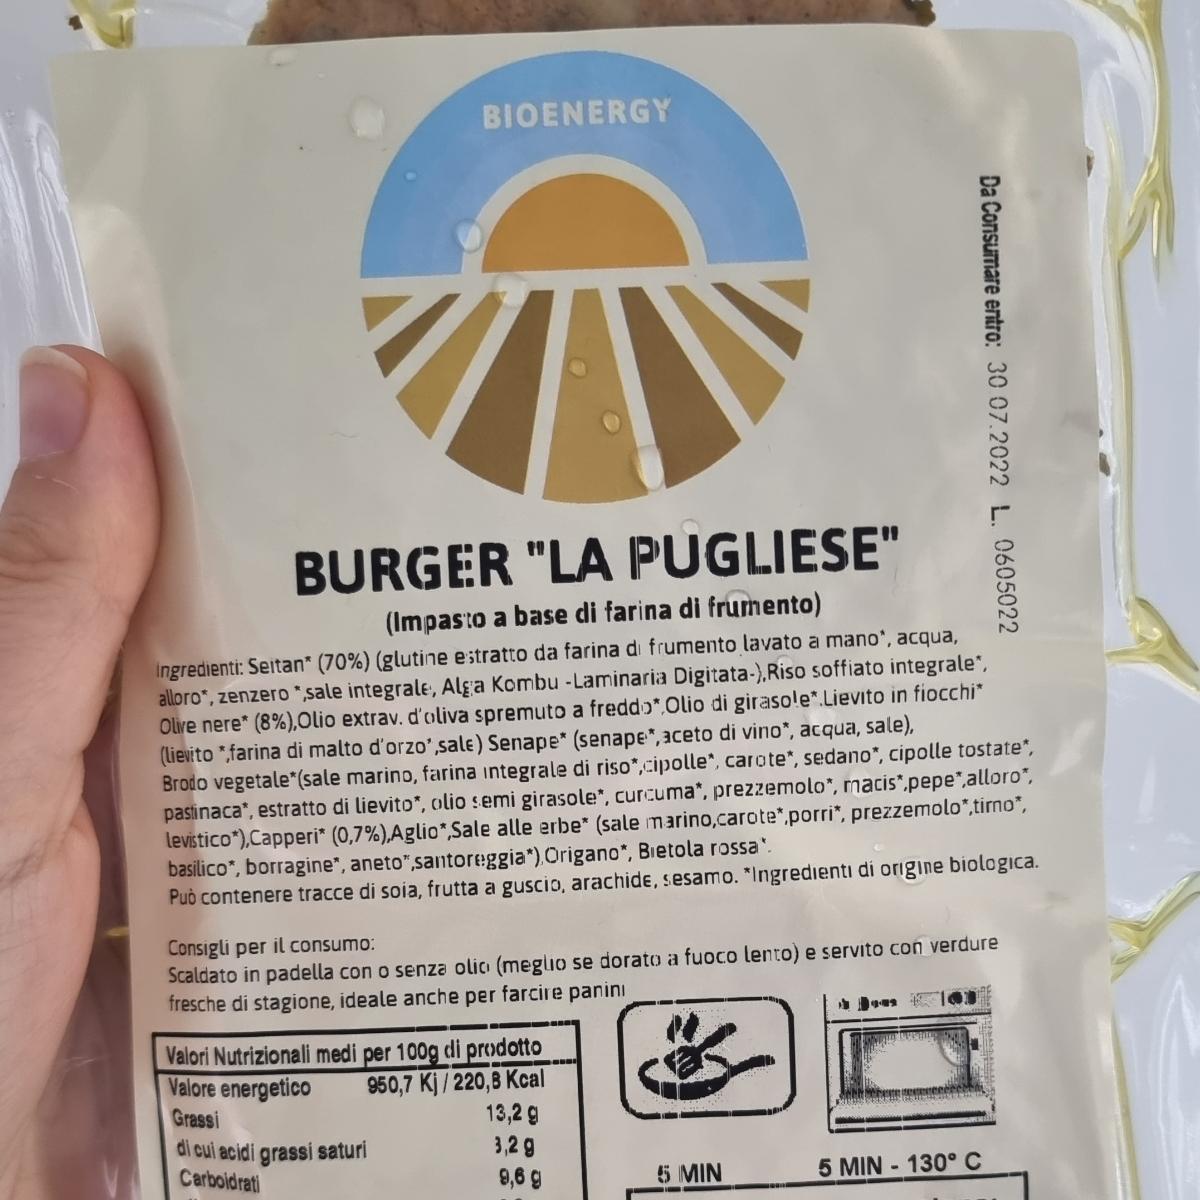 BIOENERGY
Da Consumare entro: 30 07.2022 L. 0605022
BURGER "LA PUGLIESE"
(Impasto a base di farina di frumento)
Ingredienti: Seitan* (70%) (glutine estratto da farina di frumento lavato a mano*, acqua,
alloro*, zenzero *,sale integrale, Alga Kombu -Laminaria Digitata-),Riso soffiato integrale*,
Olive nere* (8%),Olio extrav. d'oliva spremuto a freddo*,Olio di girasole*.Lievito in fiocchi*
(lievito *,farina di malto d'orzo*,sale) Senape* (senape*,aceto di vino*, acqua, sale),
Brodo vegetale*(sale marino, farina integrale di riso*,cipolle*, carote*, sedano*, cipolle tostate*,
pastinaca*, estratto di lievito*, olio semi girasole*, curcuma*, prezzemolo*, macis*,pepe*,alloro*,
levistico*),Capperi* (0,7%),Aglio*,Sale alle erbe* (sale marino,carote*,porri*, prezzemolo*,timo*,
basilico*, borragine*, aneto*,santoreggia*),Origano*, Bietola rossa*.
Può contenere tracce di soia, frutta a guscio, arachide, sesamo. *Ingredienti di origine biologica.
Consigli per il consumo:
Scaldato in padella con o senza olio (meglio se dorato a fuoco lento) e servito con verdure
fresche di stagione, ideale anche per farcire panini
Valori Nutrizionali medi per 100g di prodotto
Valore energetico 950,7 Kj / 220,8 Kcal
Grassi 13,2 g
di cui acidi grassi saturi 3,2 g
Carboidrati 9,6 g
5 MIN
5 MIN - 130° C